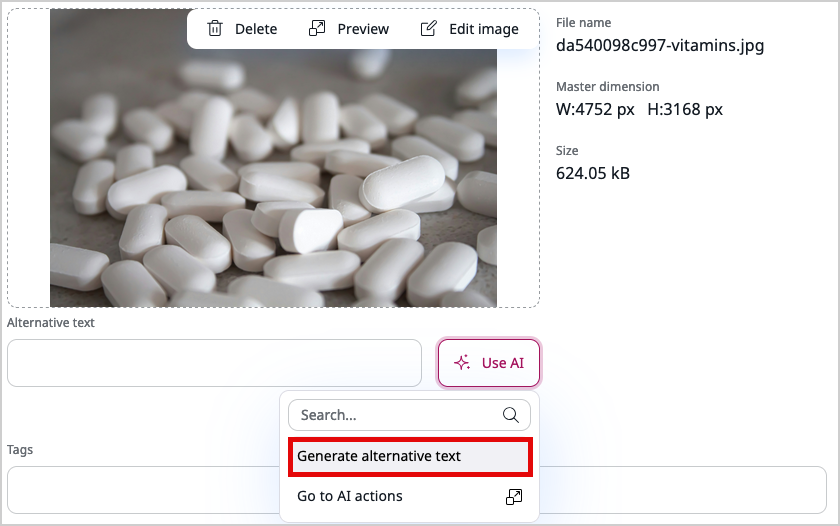 Delete
Preview
Edit image
File name
da540098c997-vitamins.jpg
Master dimension
W:4752 px H:3168 px
Size
624.05 kB
Alternative text
Use AI
Search...
Generate alternative text
Go to AI actions
Tags